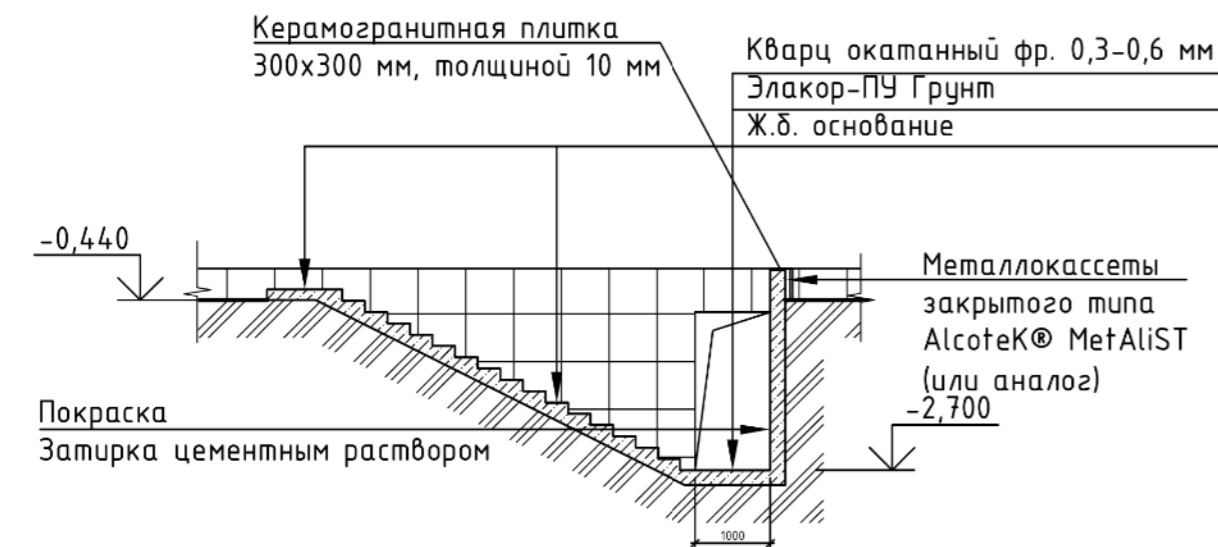 Керамогранитная плитка
300х300 мм, толщиной 10 мм
Кварц окатанный фр. 0,3-0,6 мм
Элакор-ПУ Грунт
Ж.б. основание
-0,440
Металлокассеты
закрытого типа
AlcoteK® MetAliST
(или аналог)
-2,700
Покраска
Затирка цементным раствором
1000